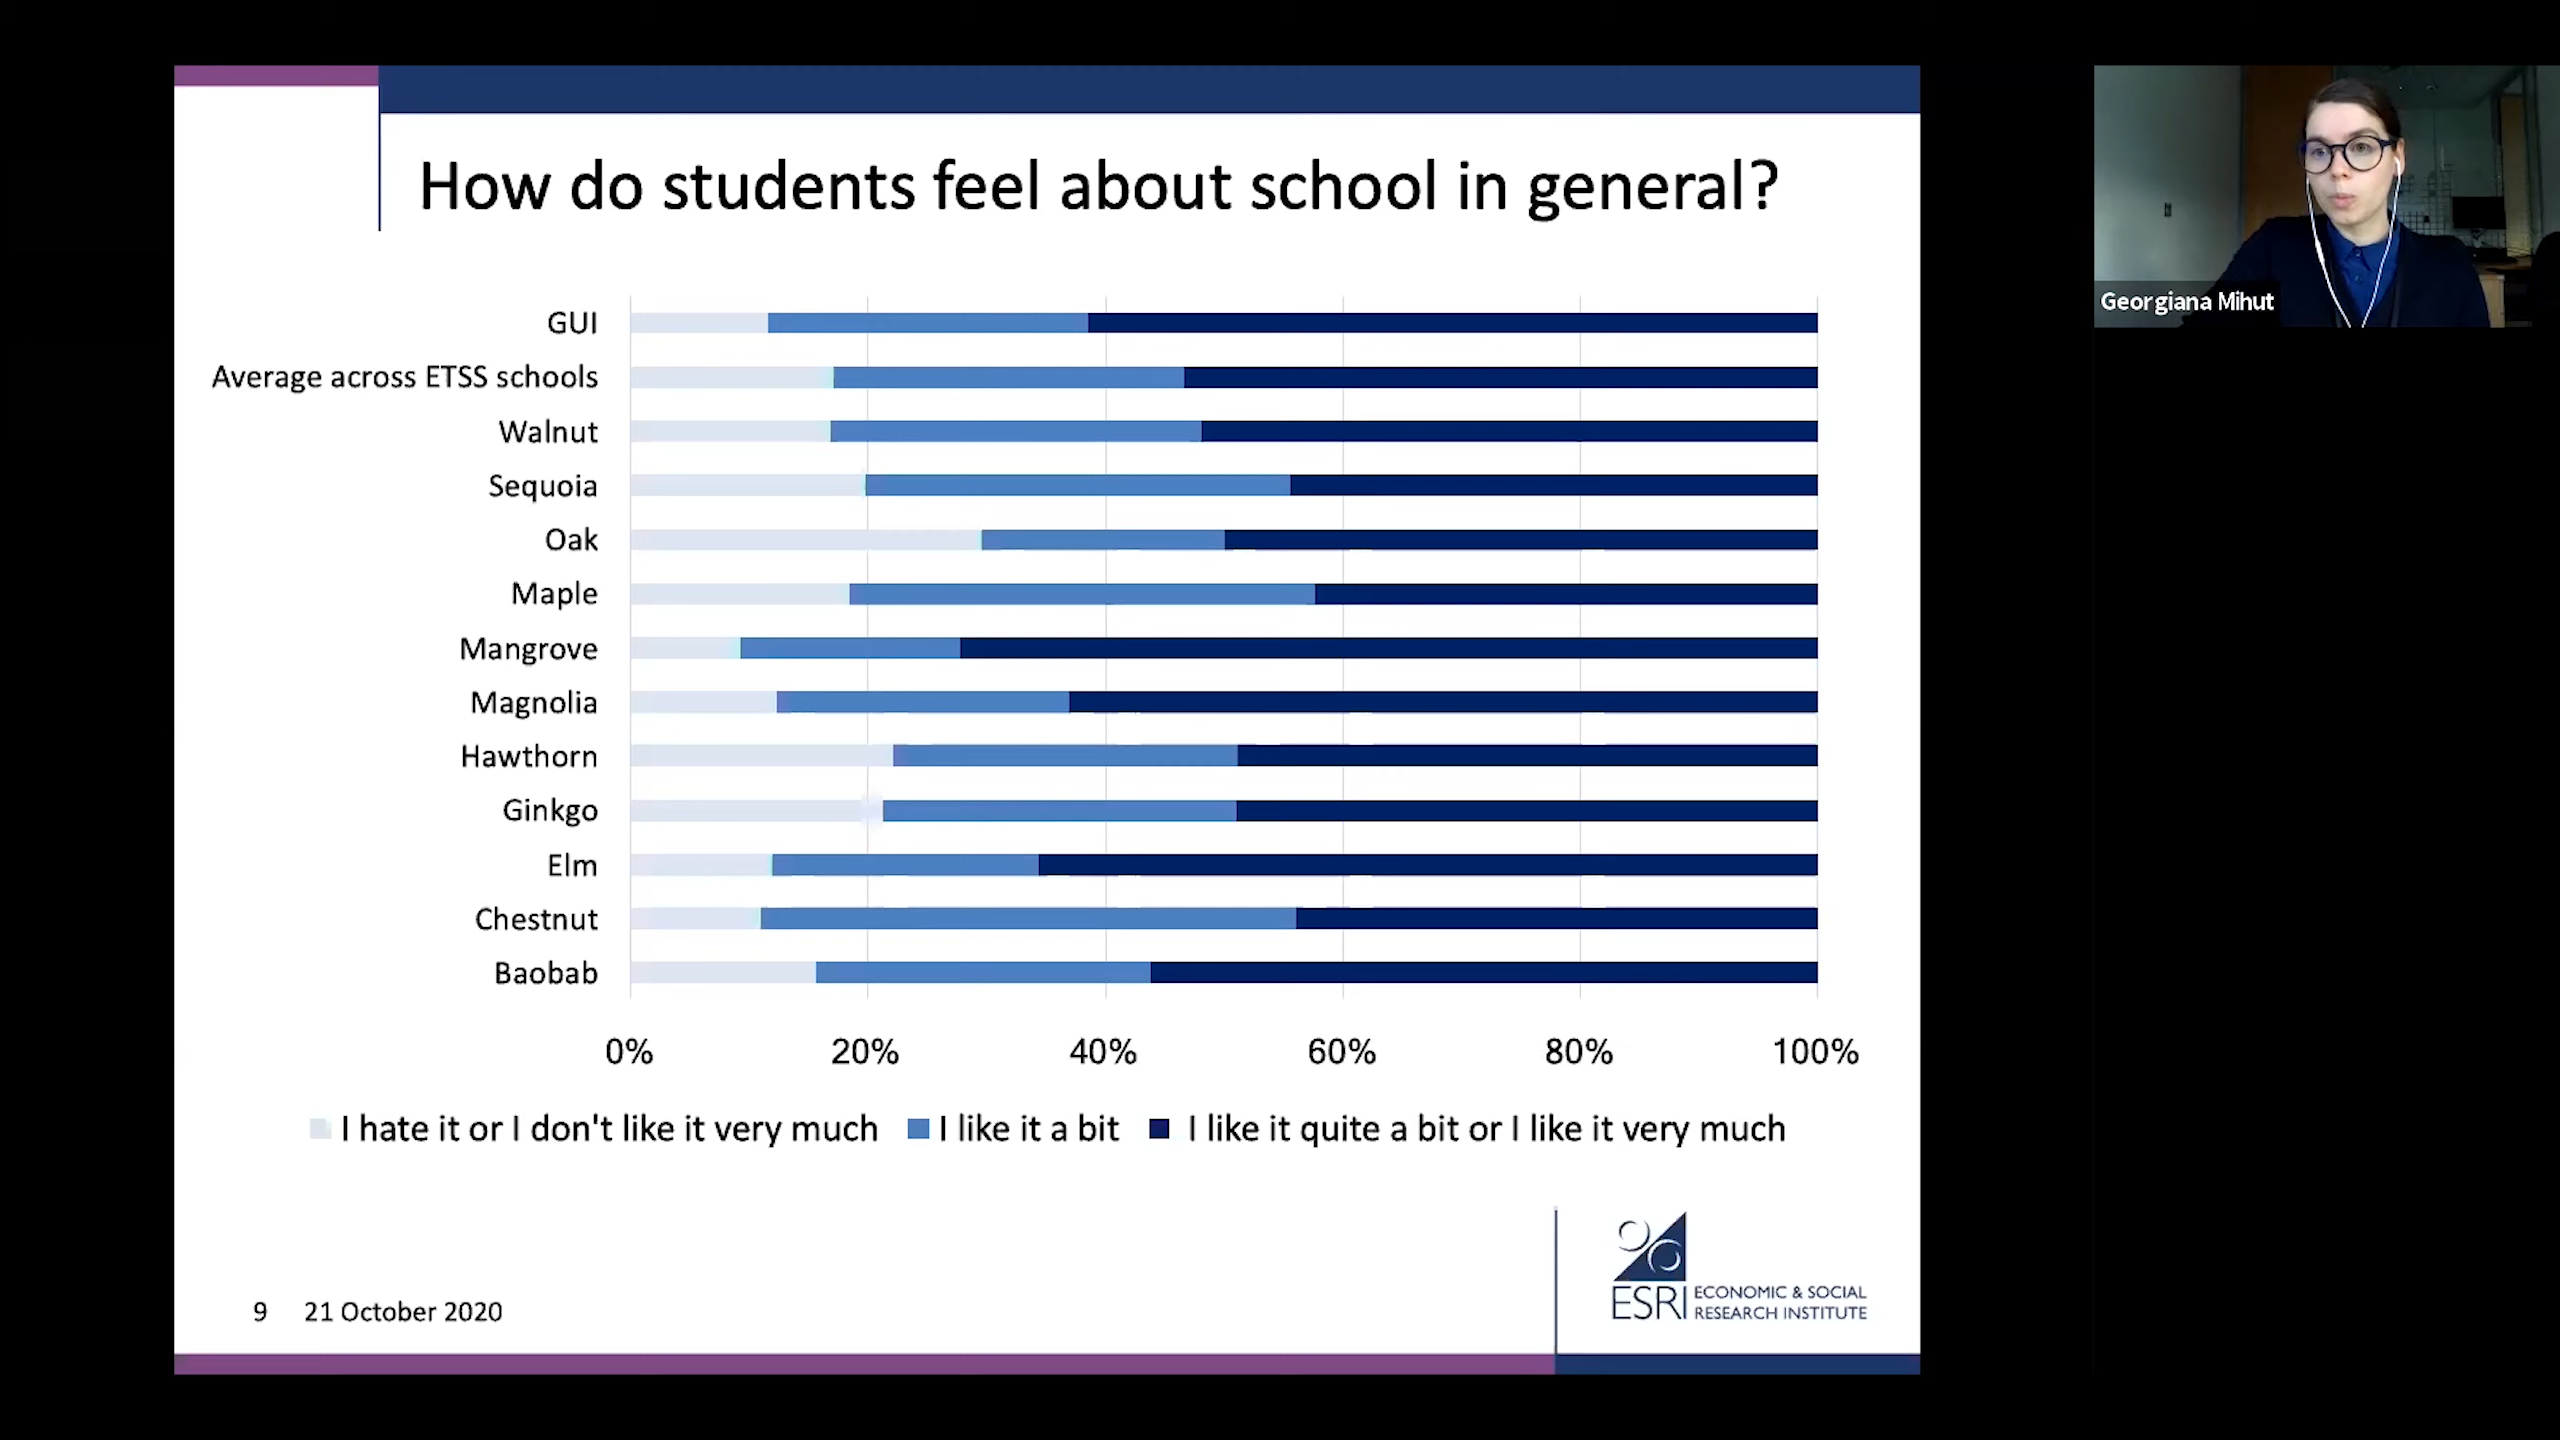 How do students feel about school in general?
Georgiana Mihut
GUI
Average across ETSS schools
Walnut
Sequoia
Oak
Maple
Mangrove
Magnolia
Hawthorn
Ginkgo
Elm
Chestnut
Baobab
0% 20% 40% 60% 80% 100%
I hate it or I don't like it very much I like it a bit I like it quite a bit or I like it very much
ESRI ECONOMIC & SOCIAL
RESEARCH INSTITUTE
9 21 October 2020